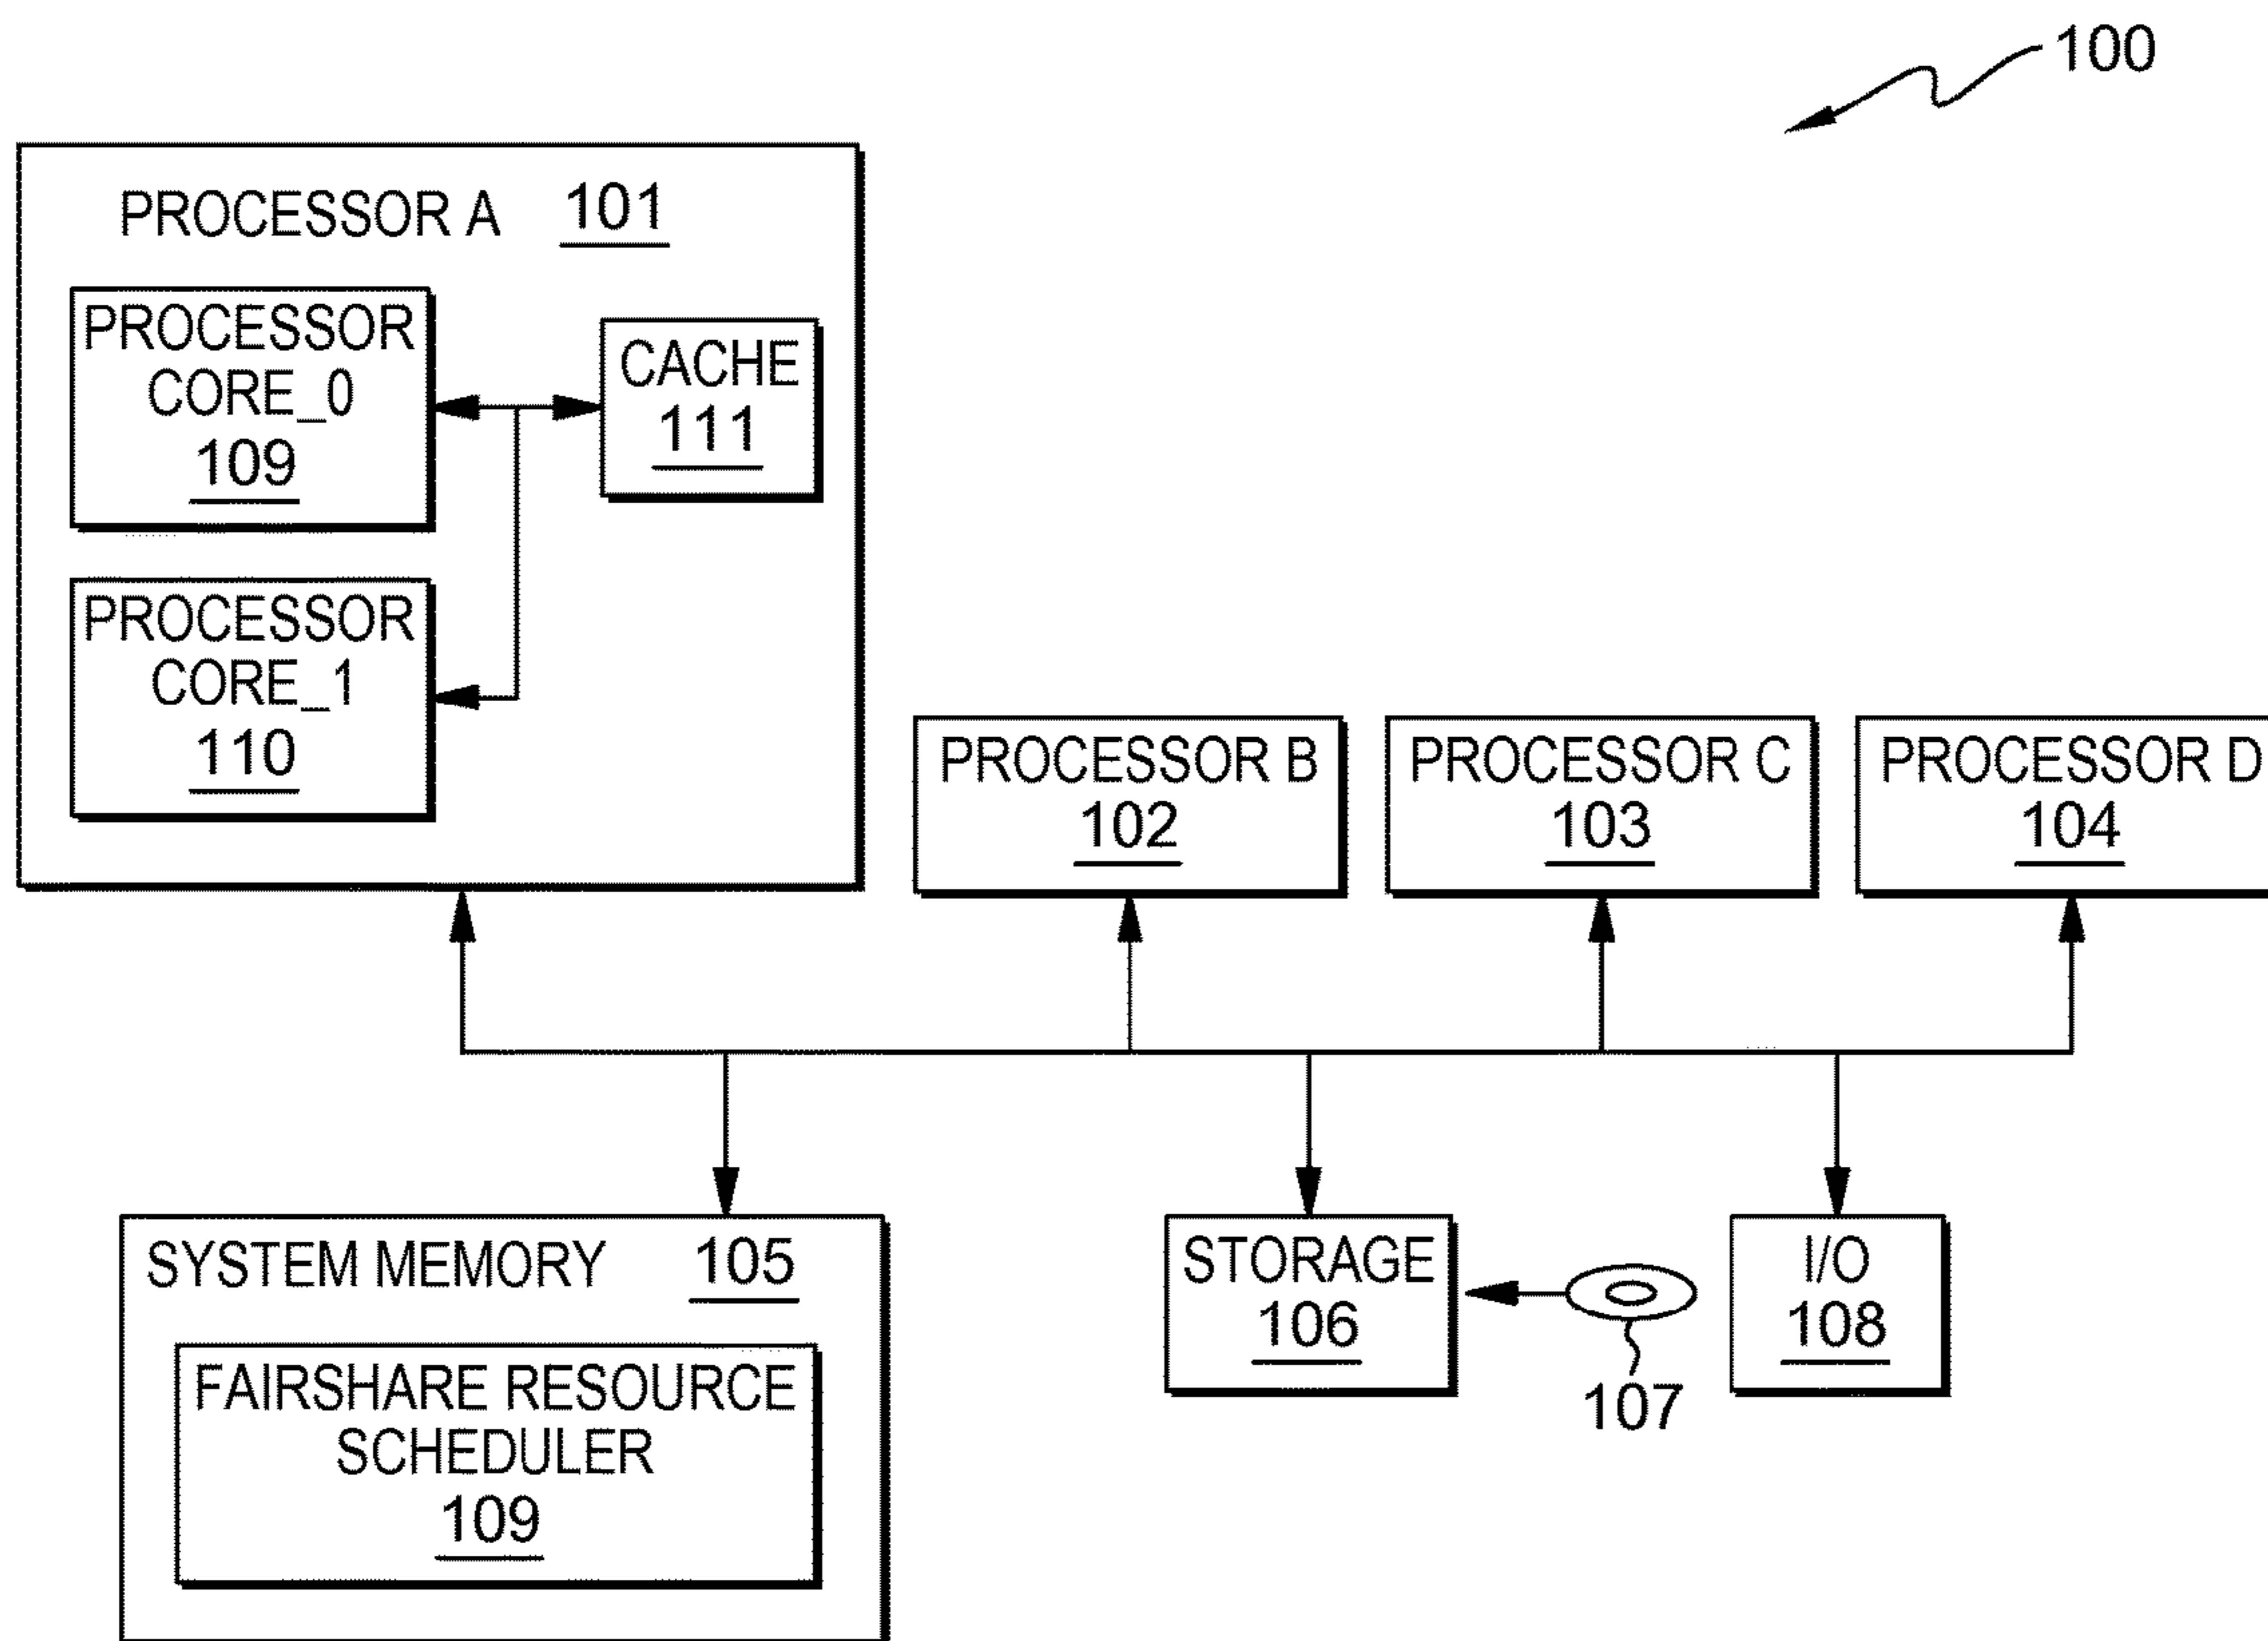 100
PROCESSOR A 101
PROCESSOR
CORE_0
109
CACHE
111
PROCESSOR
CORE_1
110
PROCESSOR B
102
PROCESSOR C
103
PROCESSOR D
104
SYSTEM MEMORY 105
FAIRSHARE RESOURCE
SCHEDULER
109
STORAGE
106
107
I/O
108